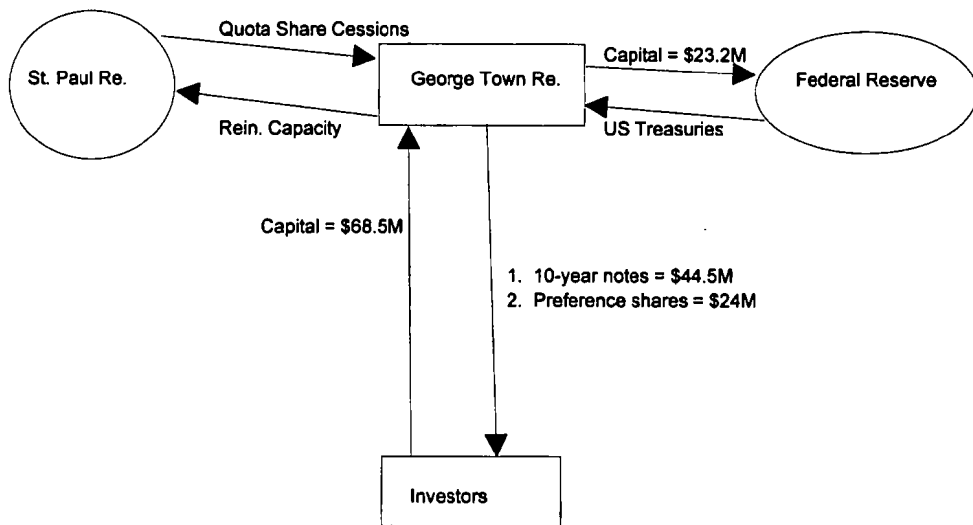 Quota Share Cessions
St. Paul Re.
George Town Re.
Capital = $23.2M
Federal Reserve
Rein. Capacity
US Treasuries
Capital = $68.5M
1. 10-year notes = $44.5M
2. Preference shares = $24M
Investors